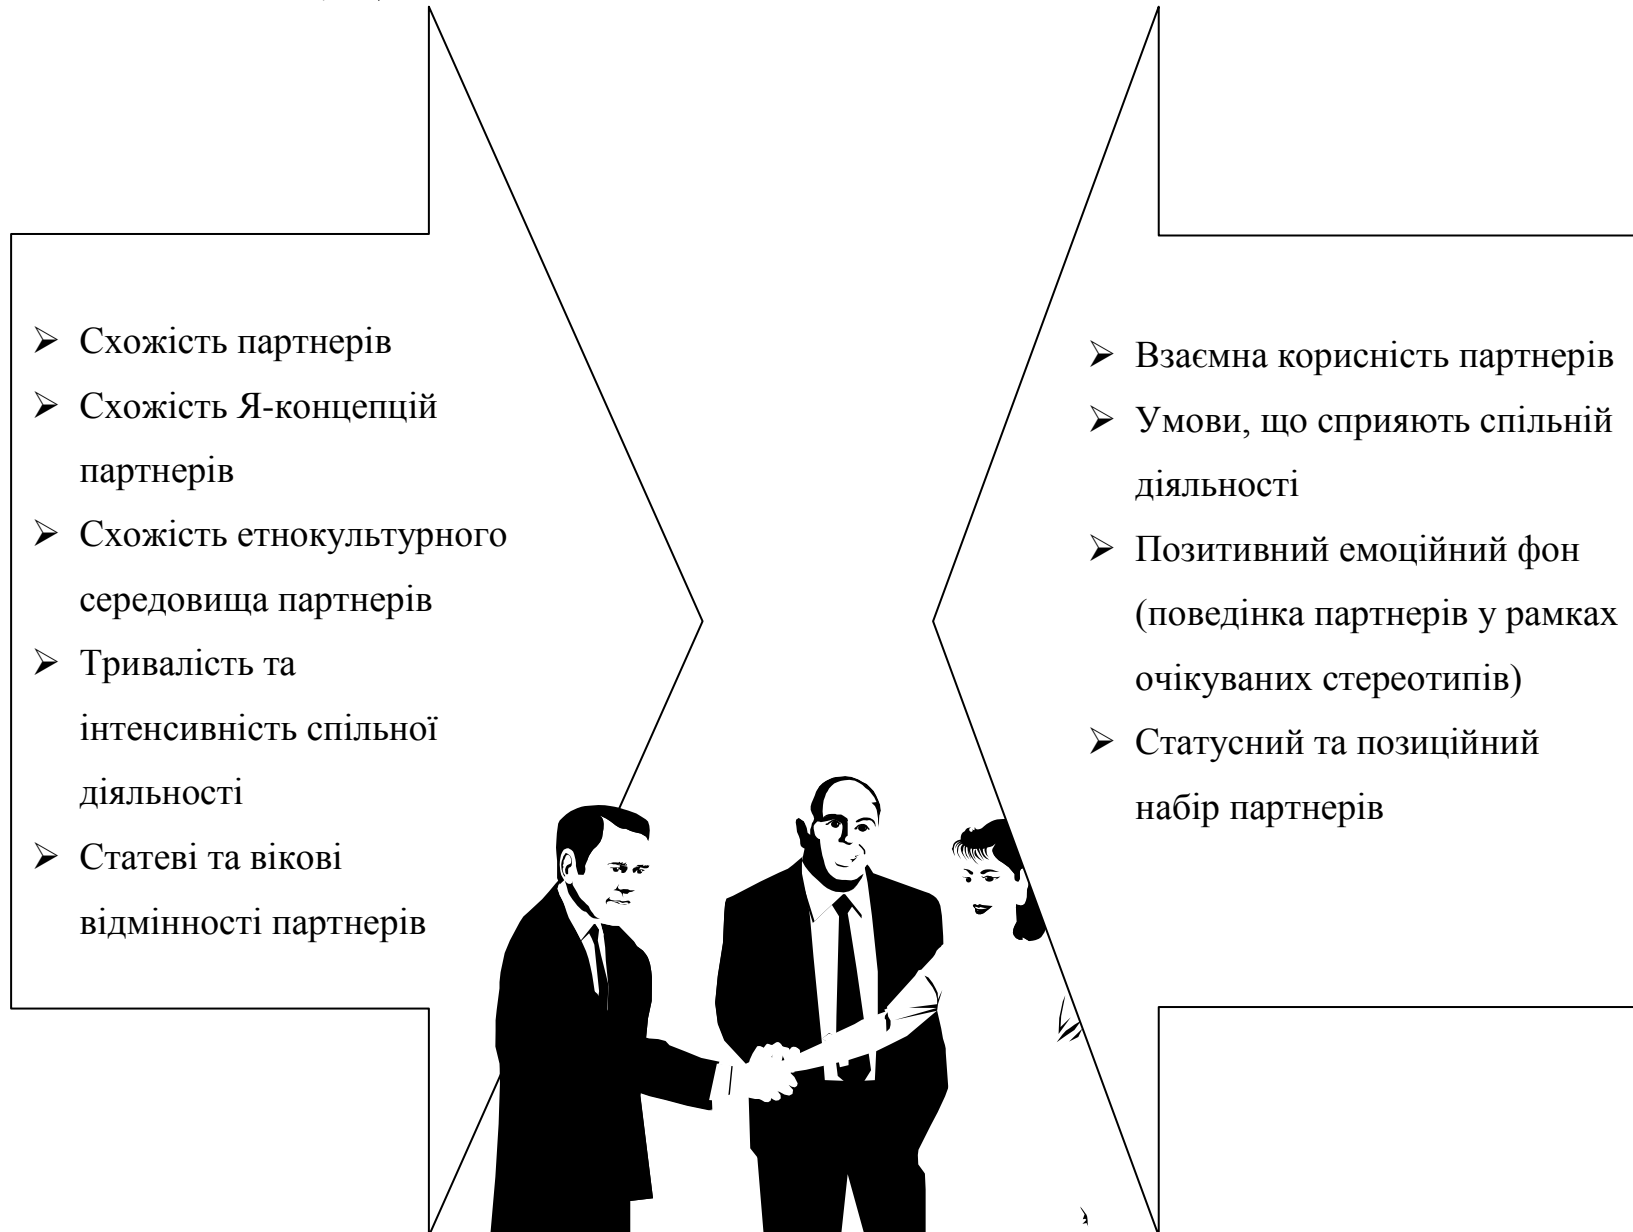 ➢ Схожість партнерів
➢ Схожість Я-концепцій
партнерів
➢ Схожість етнокультурного
середовища партнерів
➢ Тривалість та
інтенсивність спільної
діяльності
➢ Статеві та вікові
відмінності партнерів
➢ Взаємна корисність партнерів
➢ Умови, що сприяють спільній
діяльності
➢ Позитивний емоційний фон
(поведінка партнерів у рамках
очікуваних стереотипів)
➢ Статусний та позиційний
набір партнерів